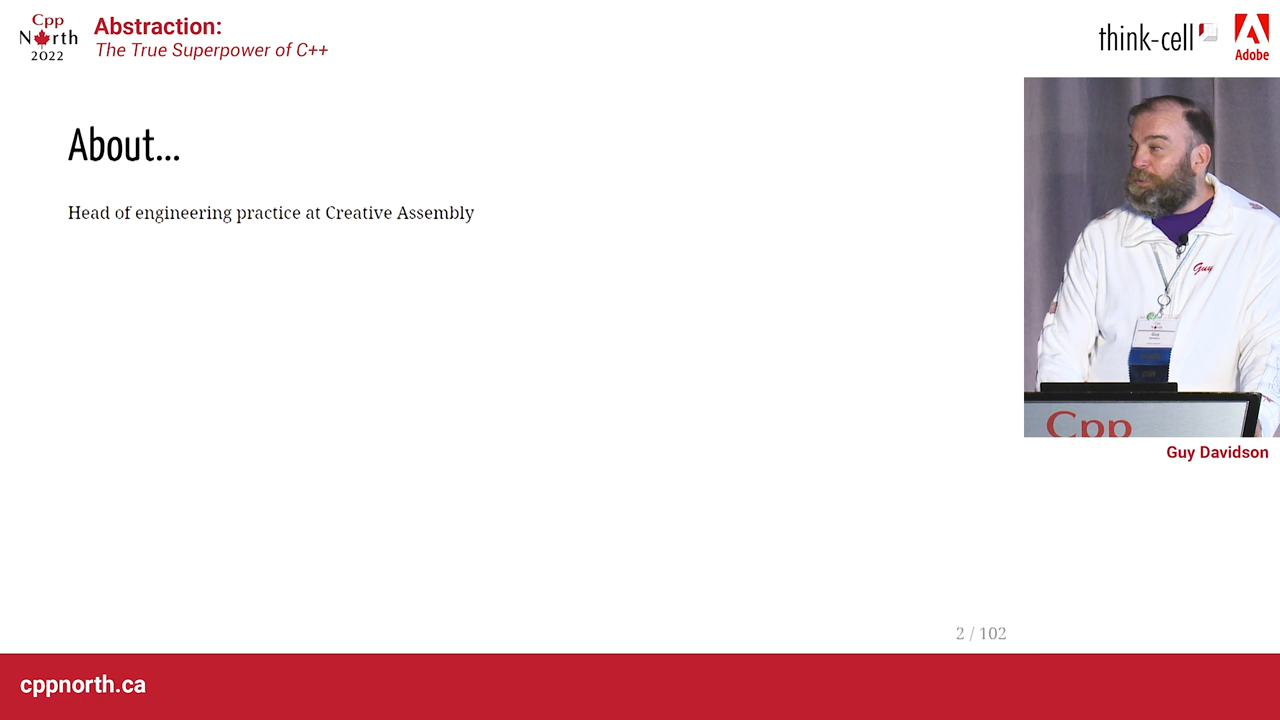 Cpp
North
2022
Abstraction:
The True Superpower of C++
think-cell
Adobe
About...
Head of engineering practice at Creative Assembly
Guy
Cpp
Guy Davidson
2 / 102
cppnorth.ca